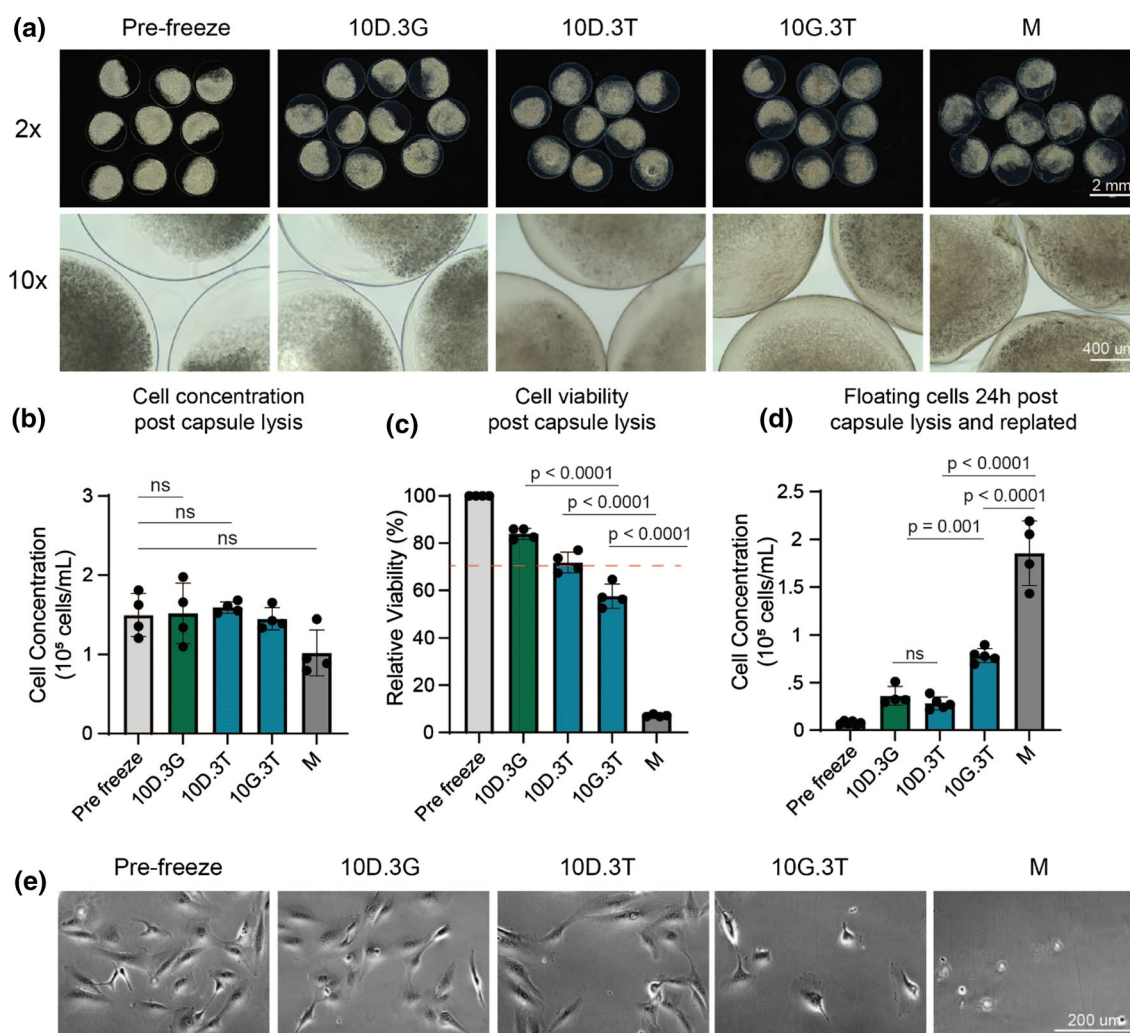 (a)
Pre-freeze 10D.3G 10D.3T 10G.3T M
2x
2 mm
10x
400 um
(b)
Cell concentration
post capsule lysis
3
2
1
0
Cell Concentration
(10⁵ cells/mL)
ns
ns
ns
Pre freeze 10D.3G 10D.3T 10G.3T M
(c)
Cell viability
post capsule lysis
100
80
60
40
20
0
Relative Viability (%)
p < 0.0001
p < 0.0001
p < 0.0001
Pre freeze 10D.3G 10D.3T 10G.3T M
(d)
Floating cells 24h post
capsule lysis and replated
2.5
2
1.5
1
.5
0
Cell Concentration
(10⁵ cells/mL)
p < 0.0001
p < 0.0001
p = 0.001
ns
Pre freeze 10D.3G 10D.3T 10G.3T M
(e)
Pre-freeze 10D.3G 10D.3T 10G.3T M
200 um